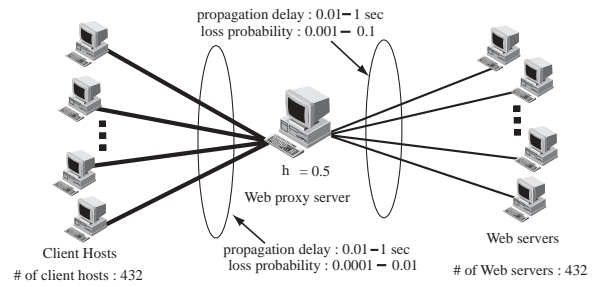 propagation delay : 0.01−1 sec
loss probability : 0.001 − 0.1
h = 0.5
Web proxy server
Client Hosts
# of client hosts : 432
propagation delay : 0.01−1 sec
loss probability : 0.0001 − 0.01
Web servers
# of Web servers : 432